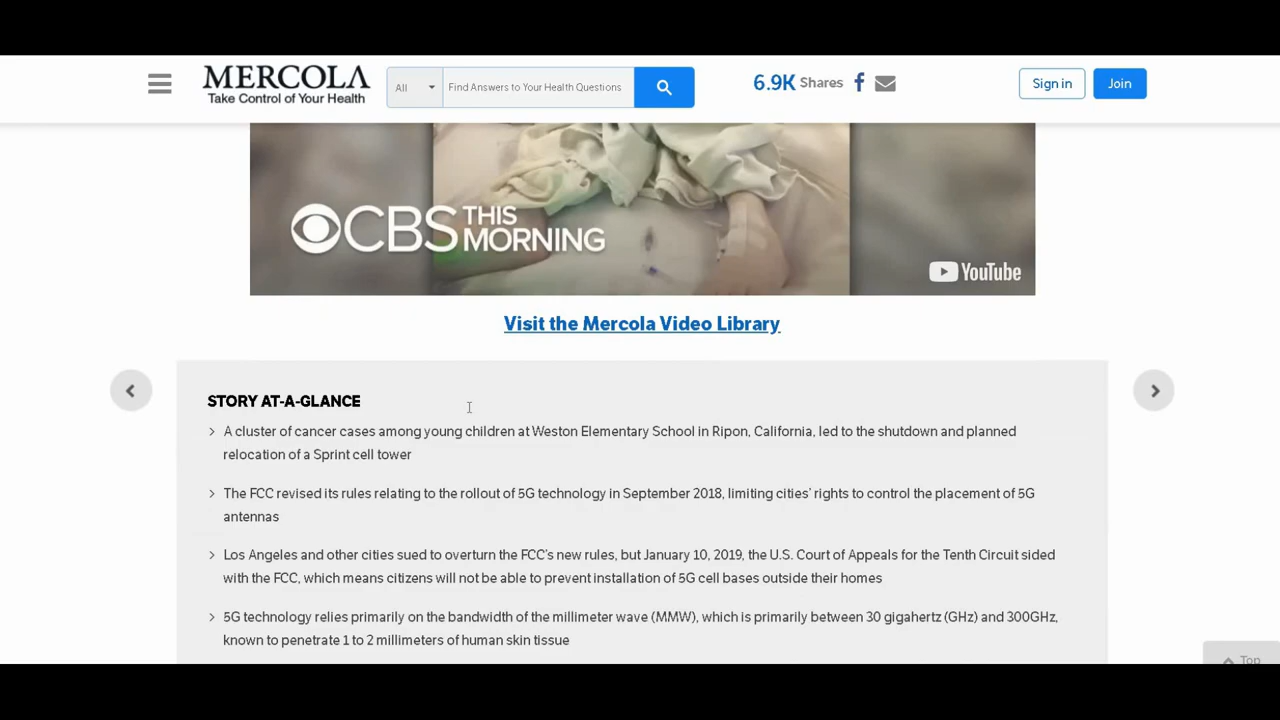 MERCOLA
Take Control of Your Health
All
Find Answers to Your Health Questions
6.9K Shares
Sign in
Join
CBS THIS MORNING
YouTube
Visit the Mercola Video Library
STORY AT-A-GLANCE
A cluster of cancer cases among young children at Weston Elementary School in Ripon, California, led to the shutdown and planned
relocation of a Sprint cell tower
The FCC revised its rules relating to the rollout of 5G technology in September 2018, limiting cities' rights to control the placement of 5G
antennas
Los Angeles and other cities sued to overturn the FCC's new rules, but January 10, 2019, the U.S. Court of Appeals for the Tenth Circuit sided
with the FCC, which means citizens will not be able to prevent installation of 5G cell bases outside their homes
5G technology relies primarily on the bandwidth of the millimeter wave (MMW), which is primarily between 30 gigahertz (GHz) and 300GHz,
known to penetrate 1 to 2 millimeters of human skin tissue
Top